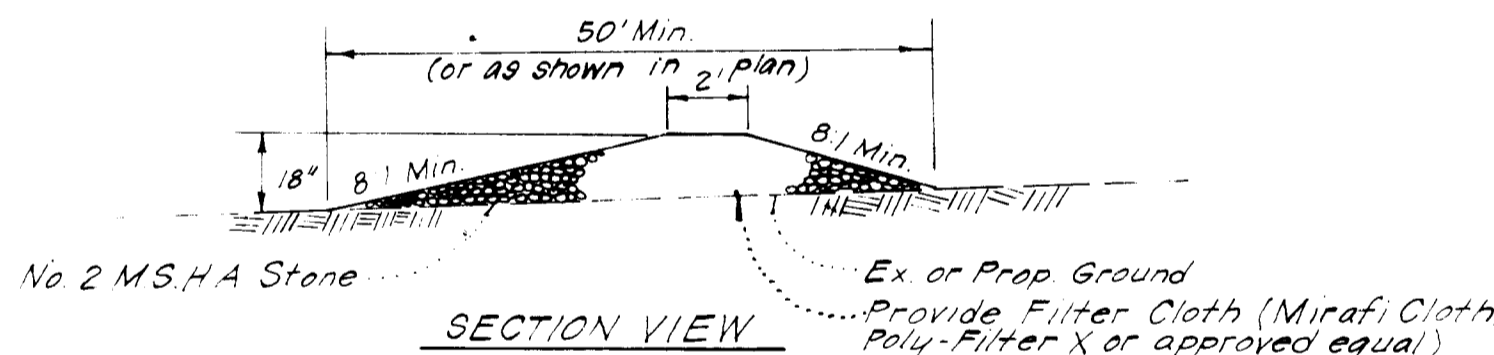 50' Min.
(or as shown in plan)
2'
18"
8:1 Min.
8:1 Min.
No. 2 M.S.H.A Stone
Ex. or Prop. Ground
Provide Filter Cloth (Mirafi Cloth,
Poly-Filter X or approved equal)
SECTION VIEW